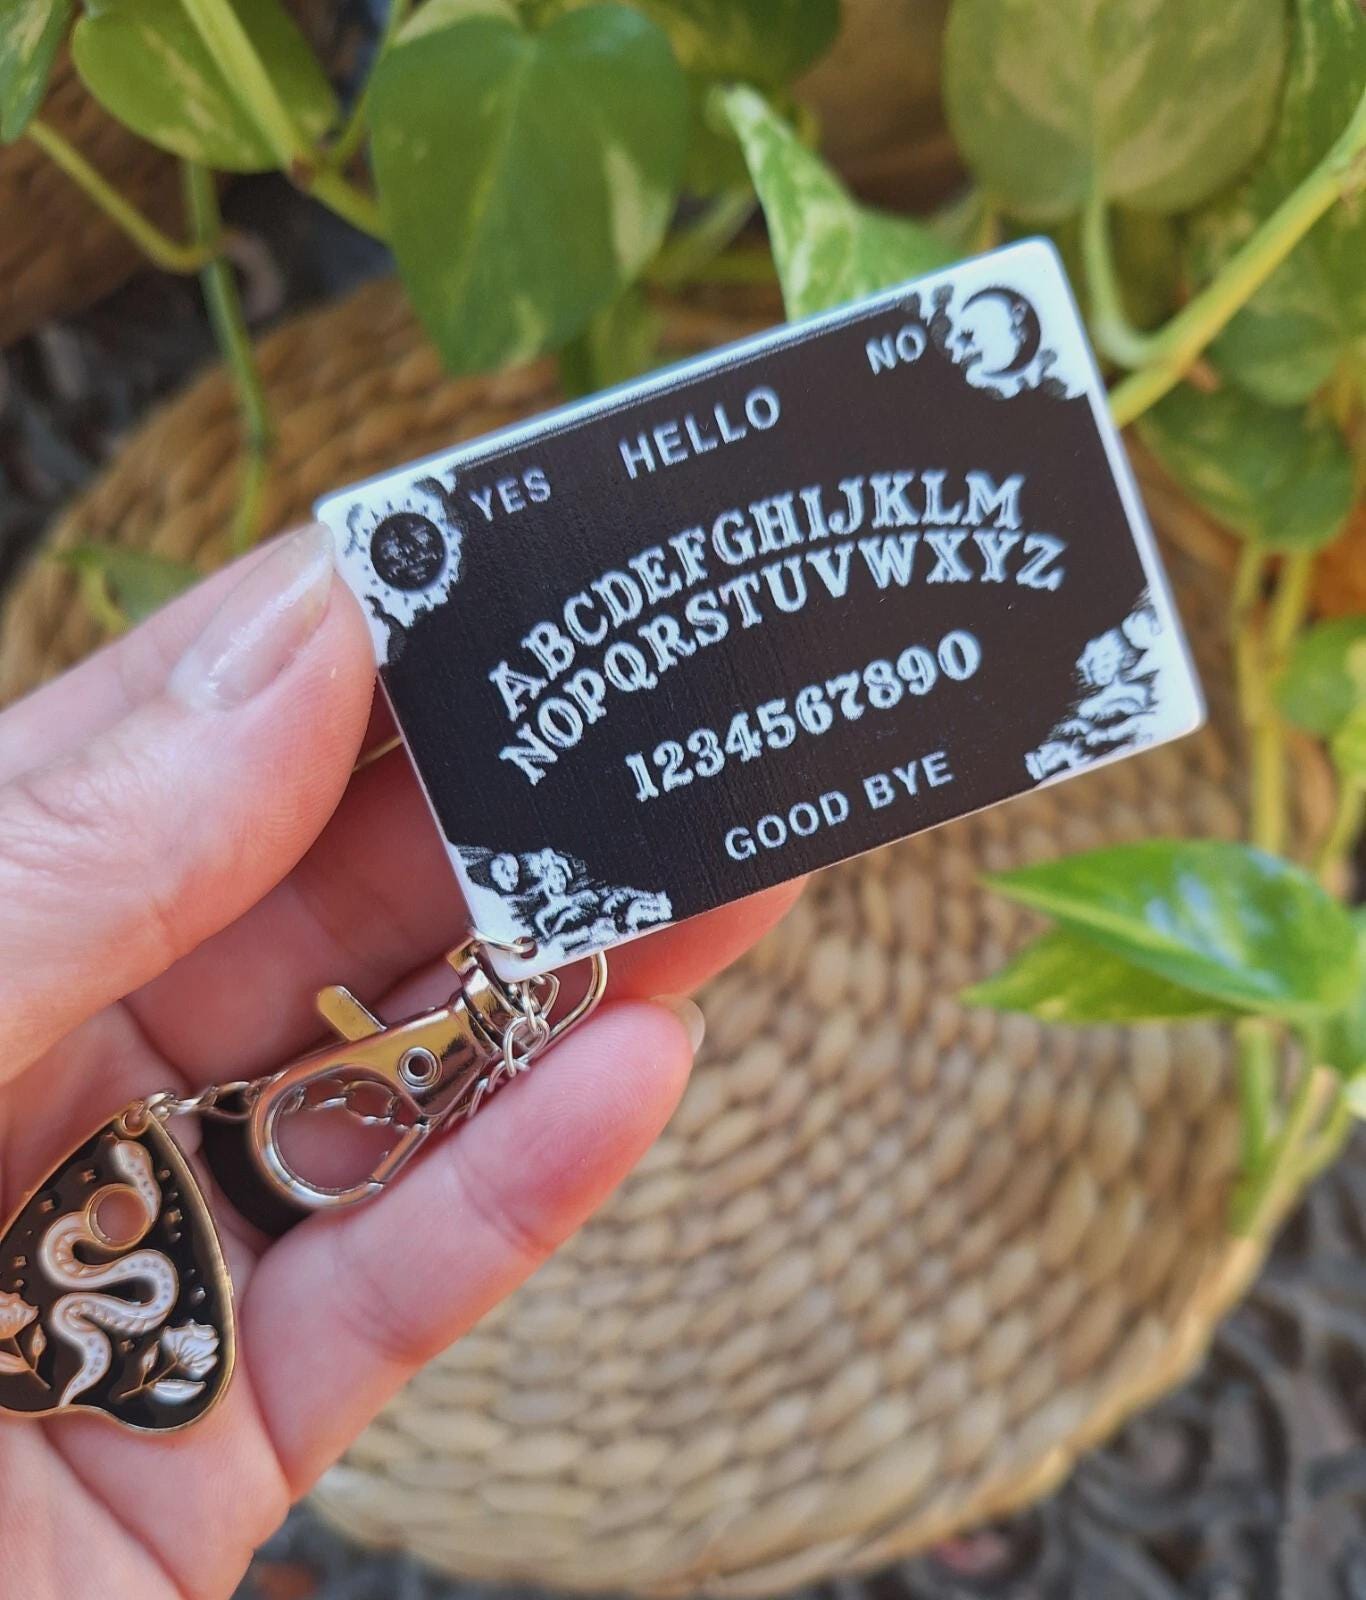 YES HELLO NO
ABCDEFGHIJKLM
NOPQRSTUVWXYZ
1234567890
GOOD BYE